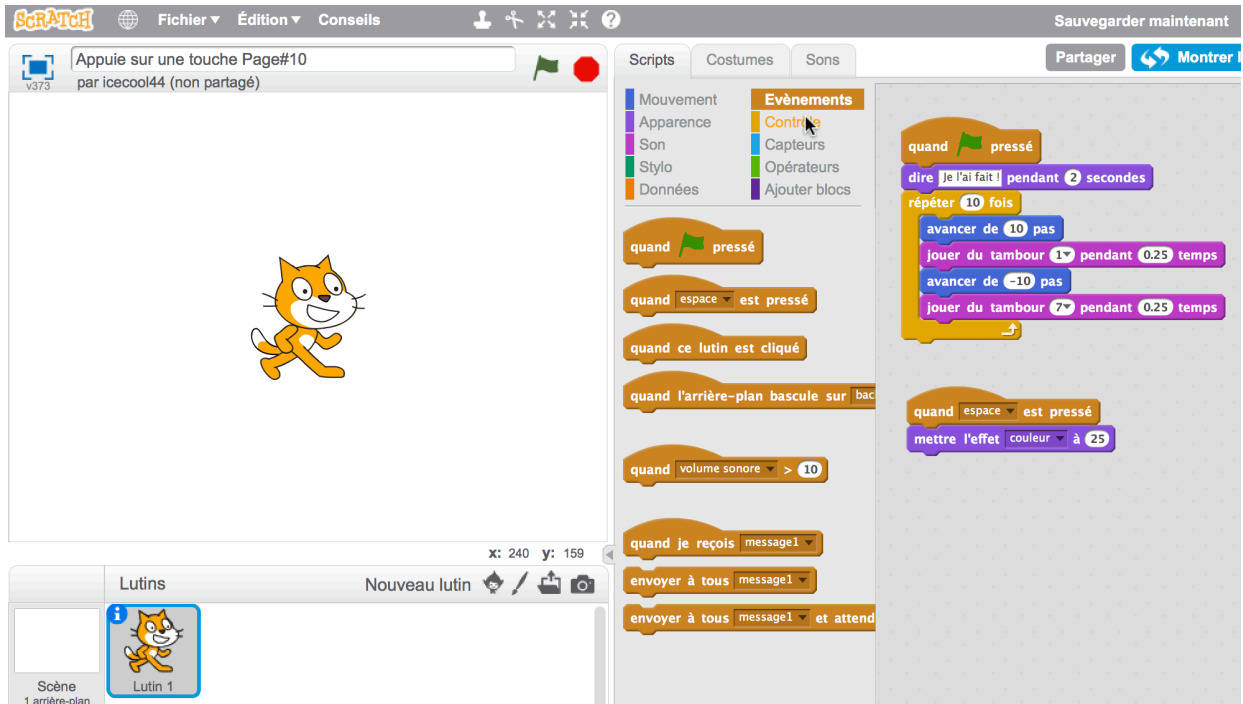 SCRATCH Fichier Édition Conseils Sauvegarder maintenant
v373
Appuie sur une touche Page#10
par icecool44 (non partagé)
x: 240 y: 159
Lutins Nouveau lutin
Scène
1 arrière-plan
Lutin 1
Scripts Costumes Sons
Partager Montrer
Mouvement
Apparence
Son
Stylo
Données
Evènements
Contrôle
Capteurs
Opérateurs
Ajouter blocs
quand pressé
quand espace est pressé
quand ce lutin est cliqué
quand l'arrière-plan bascule sur bac
quand volume sonore > 10
quand je reçois message1
envoyer à tous message1
envoyer à tous message1 et attend
quand pressé
dire Je l'ai fait ! pendant 2 secondes
répéter 10 fois
avancer de 10 pas
jouer du tambour 1 pendant 0.25 temps
avancer de -10 pas
jouer du tambour 7 pendant 0.25 temps
quand espace est pressé
mettre l'effet couleur à 25